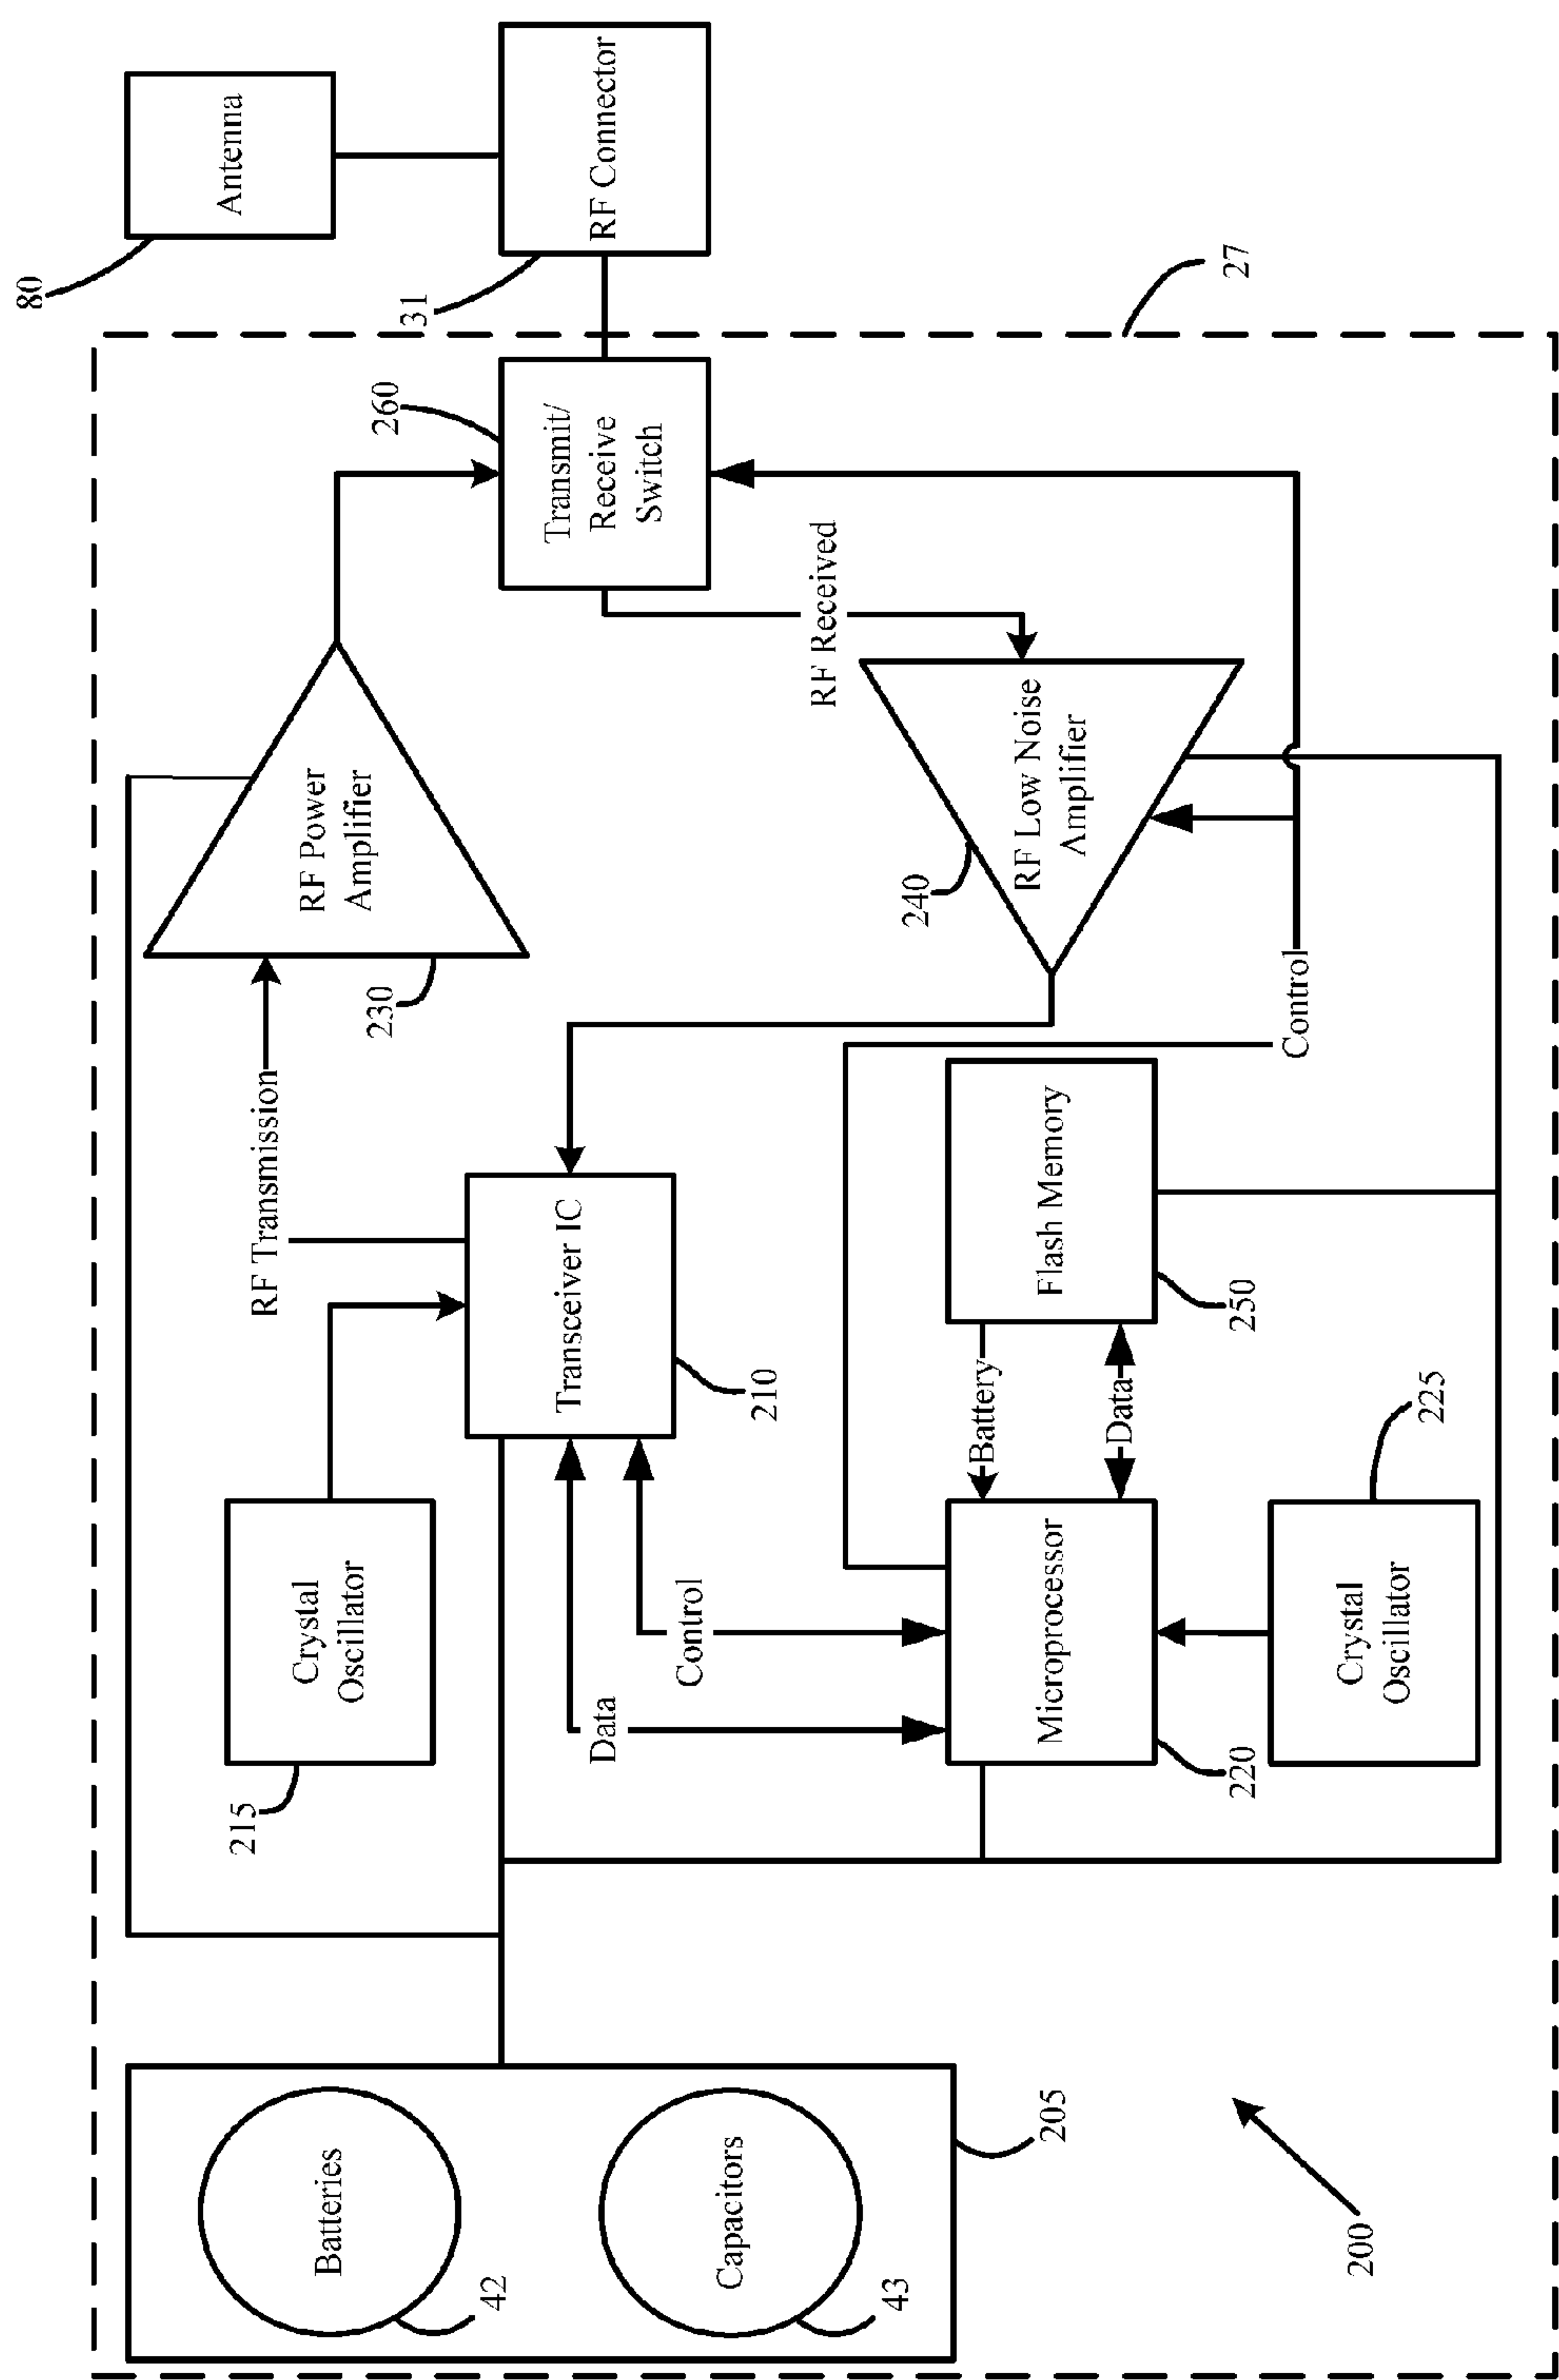 Batteries
42
Capacitors
43
205
200
Crystal
Oscillator
215
Data
Control
Microprocessor
220
Crystal
Oscillator
225
Transceiver IC
210
Battery
Data
Flash Memory
250
RF Transmission
RF Power
Amplifier
230
Control
RF Low Noise
Amplifier
240
RF Received
Transmit/
Receive
Switch
260
27
RF Connector
31
Antenna
80